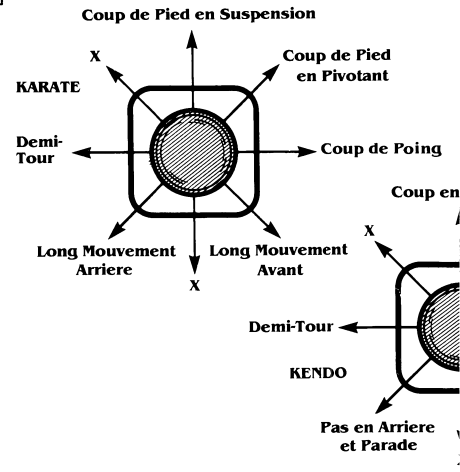 Coup de Pied en Suspension
X
Coup de Pied
en Pivotant
KARATE
Demi-
Tour
Coup de Poing
Long Mouvement
Arriere
X
Long Mouvement
Avant
Coup en
X
Demi-Tour
KENDO
Pas en Arriere
et Parade